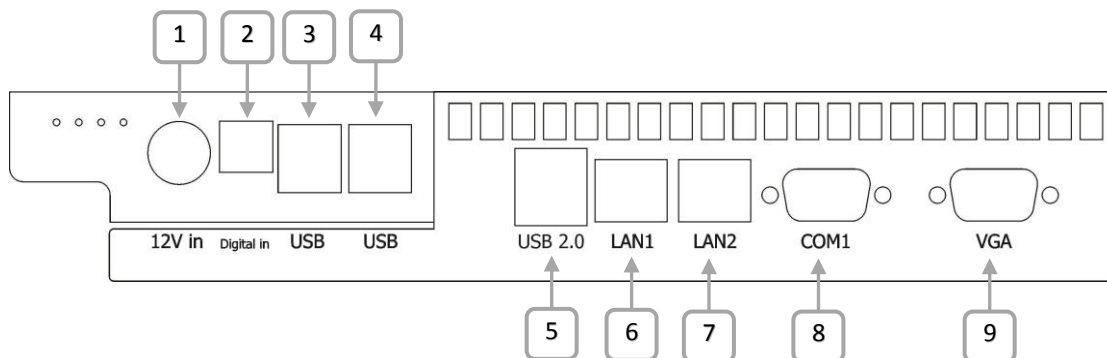 1 2 3 4
12V in Digital in USB USB USB 2.0 LAN1 LAN2 COM1 VGA
5 6 7 8 9